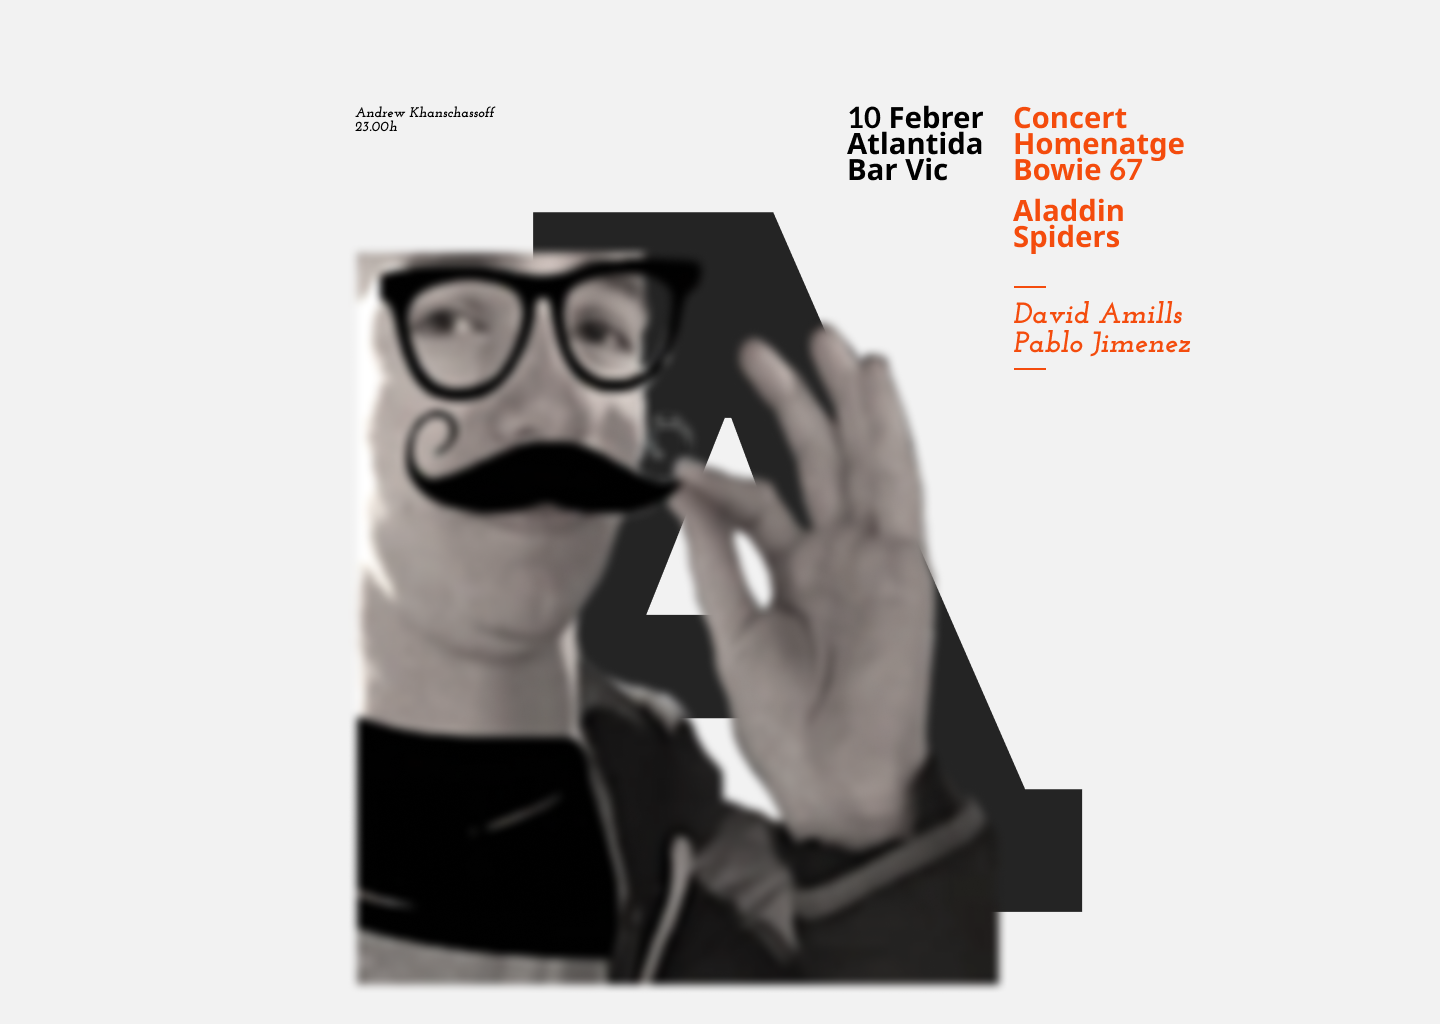 Andrew Khanschassoff
23.00h
10 Febrer
Atlantida
Bar Vic
Concert
Homenatge
Bowie 67
Aladdin
Spiders
David Amills
Pablo Jimenez
A